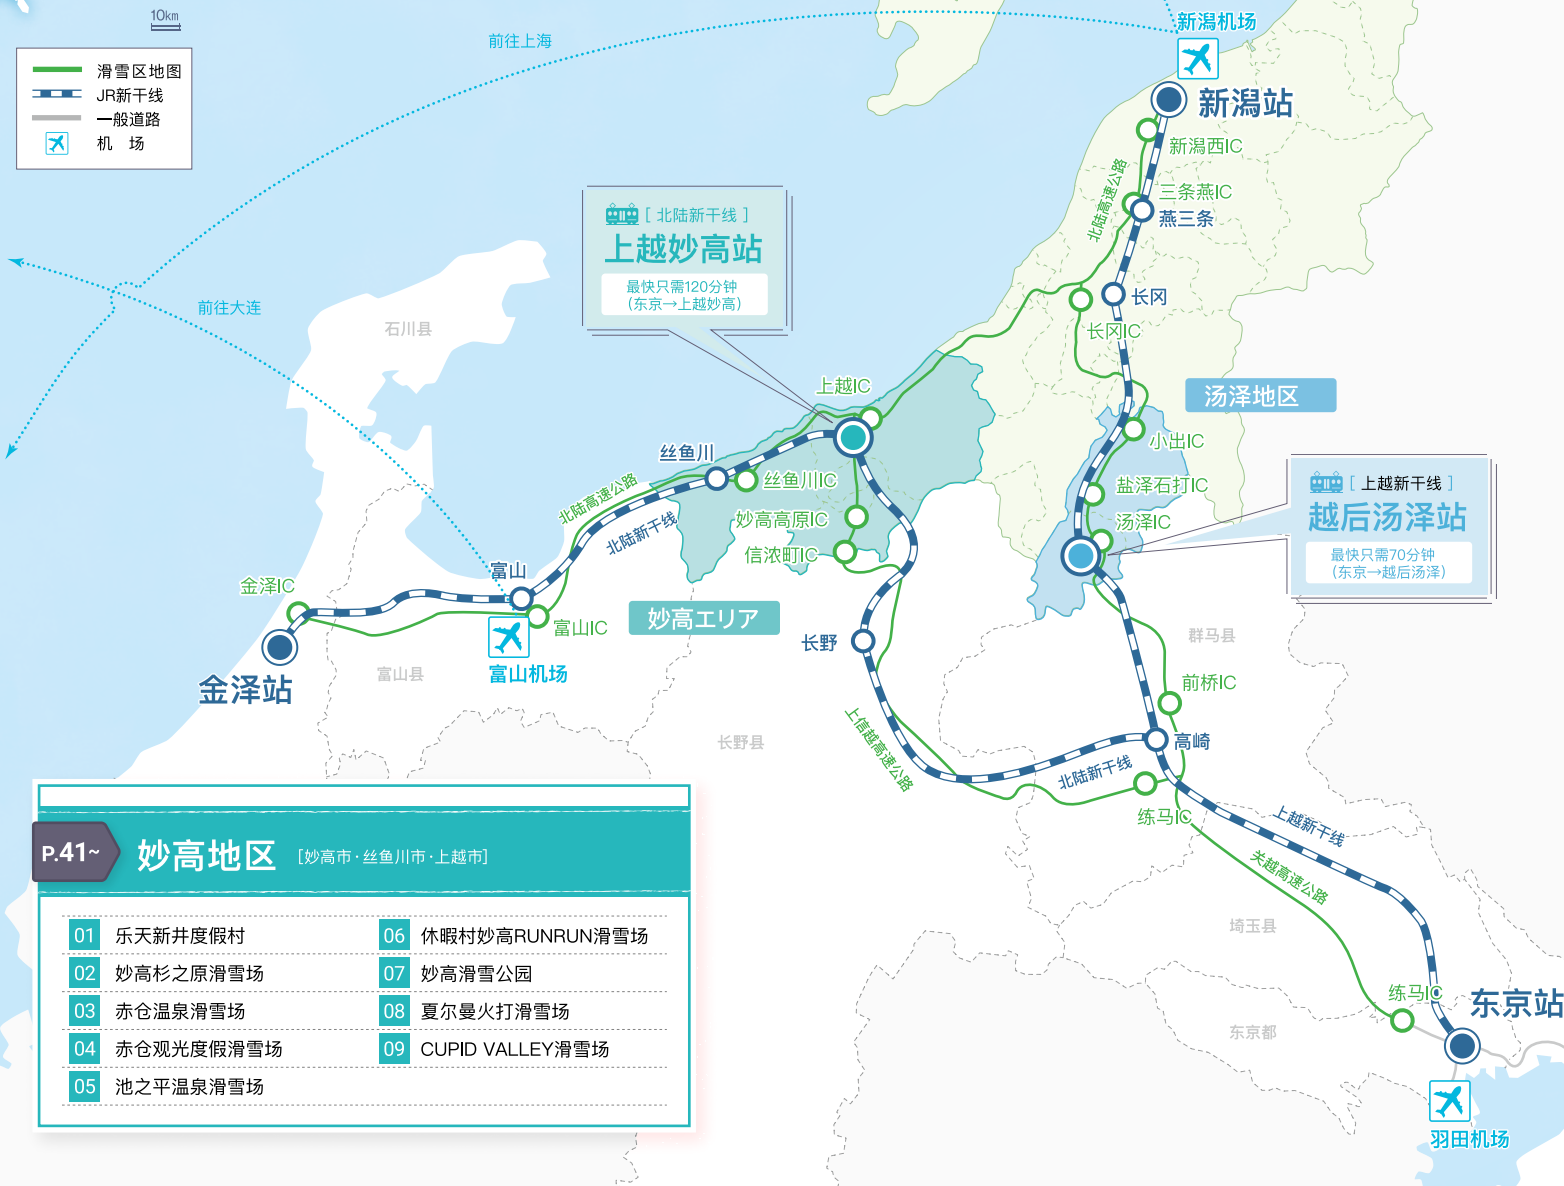 10km
前往上海
新潟机场
滑雪区地图
JR新干线
一般道路
机 场
新潟站
新潟西IC
北陆高速公路
三条燕IC
燕三条
[ 北陆新干线 ]
上越妙高站
最快只需120分钟
(东京→上越妙高)
前往大连
石川县
长冈
长冈IC
上越IC
汤泽地区
小出IC
丝鱼川
丝鱼川IC
盐泽石打IC
[ 上越新干线 ]
越后汤泽站
最快只需70分钟
(东京→越后汤泽)
北陆高速公路
北陆新干线
妙高高原IC
汤泽IC
信浓町IC
金泽IC
富山
富山IC
妙高エリア
长野
群马县
富山县
富山机场
金泽站
前桥IC
长野县
上信越高速公路
高崎
北陆新干线
练马IC
上越新干线
关越高速公路
P.41~
妙高地区 [妙高市·丝鱼川市·上越市]
01 乐天新井度假村
02 妙高杉之原滑雪场
03 赤仓温泉滑雪场
04 赤仓观光度假滑雪场
05 池之平温泉滑雪场
06 休暇村妙高RUNRUN滑雪场
07 妙高滑雪公园
08 夏尔曼火打滑雪场
09 CUPID VALLEY滑雪场
埼玉县
练马IC
东京站
东京都
羽田机场